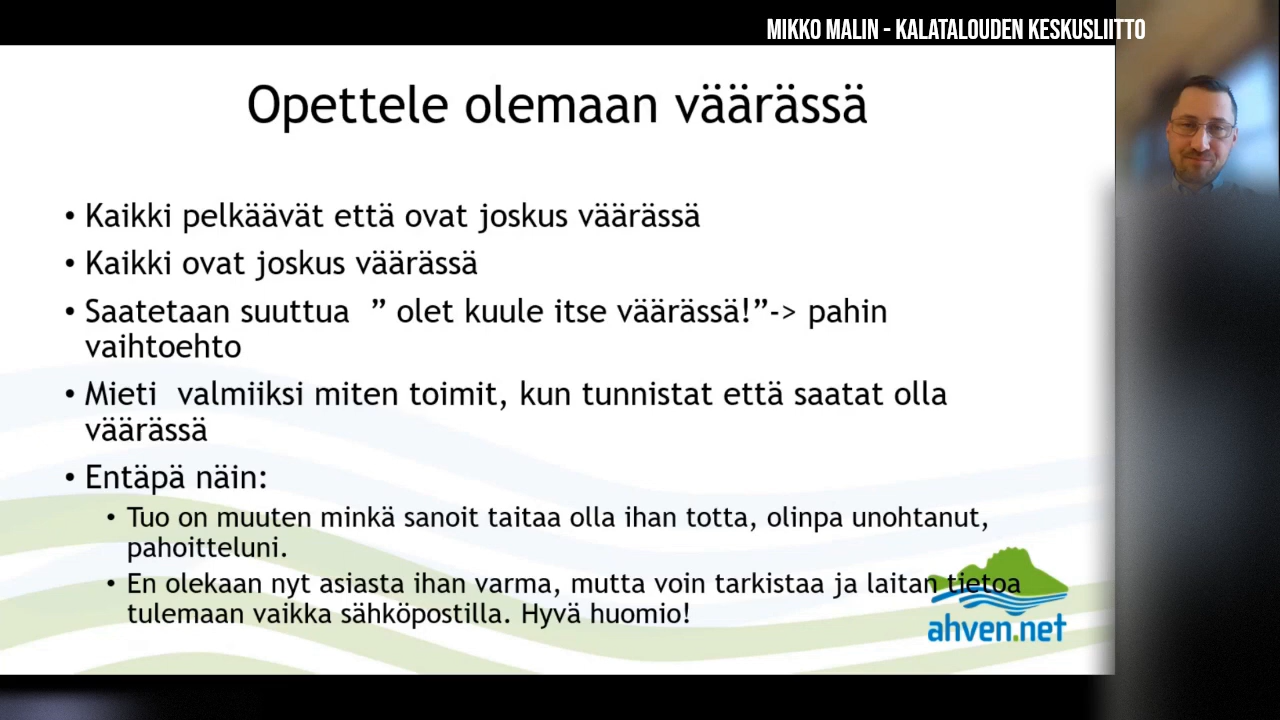 MIKKO MALIN - KALATALOUDEN KESKUSLIITTO
Opettele olemaan väärässä
• Kaikki pelkäävät että ovat joskus väärässä
• Kaikki ovat joskus väärässä
• Saatetaan suuttua ” olet kuule itse väärässä!”-> pahin
vaihtoehto
• Mieti valmiiksi miten toimit, kun tunnistat että saatat olla
väärässä
• Entäpä näin:
• Tuo on muuten minkä sanoit taitaa olla ihan totta, olinpa unohtanut,
pahoitteluni.
• En olekaan nyt asiasta ihan varma, mutta voin tarkistaa ja laitan tietoa
tulemaan vaikka sähköpostilla. Hyvä huomio!
ahven.net